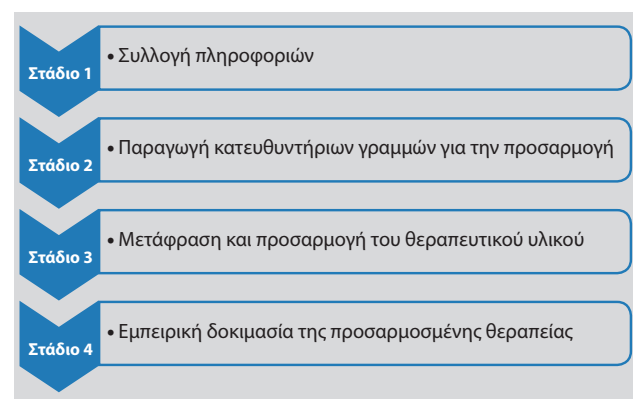 Στάδιο 1
• Συλλογή πληροφοριών
Στάδιο 2
• Παραγωγή κατευθυντήριων γραμμών για την προσαρμογή
Στάδιο 3
• Μετάφραση και προσαρμογή του θεραπευτικού υλικού
Στάδιο 4
• Εμπειρική δοκιμασία της προσαρμοσμένης θεραπείας